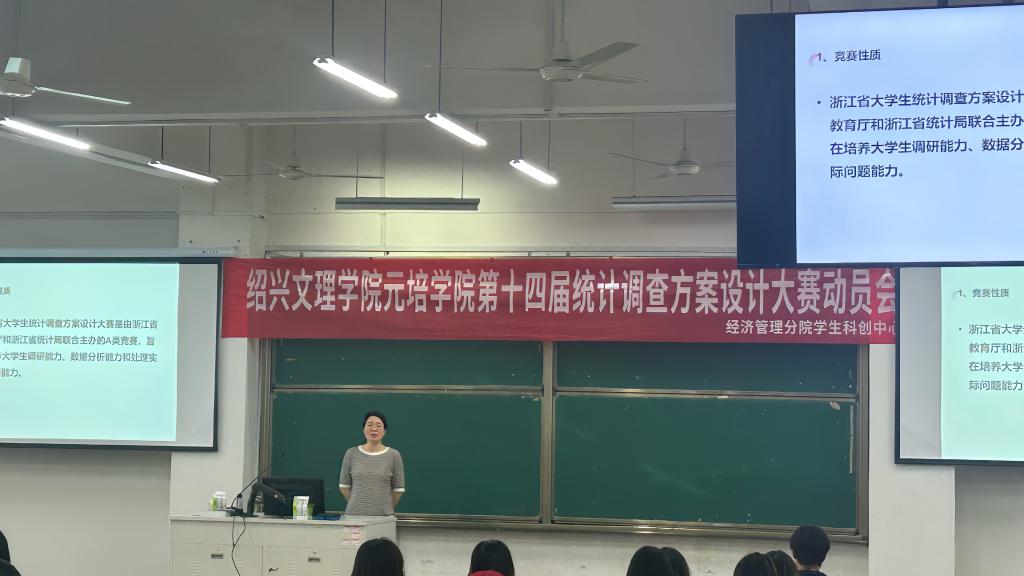 绍兴文理学院元培学院第十四届统计调查方案设计大赛动员会
经济管理分院学生科创中心
1、竞赛性质
• 浙江省大学生统计调查方案设计
教育厅和浙江省统计局联合主办
在培养大学生调研能力、数据分
际问题能力。
性质
省大学生统计调查方案设计大赛是由浙江省
厅和浙江省统计局联合主办的A类竞赛，旨
养大学生调研能力、数据分析能力和处理实
能力。
1、竞赛性质
• 浙江省大学
教育厅和浙
在培养大学
际问题能力